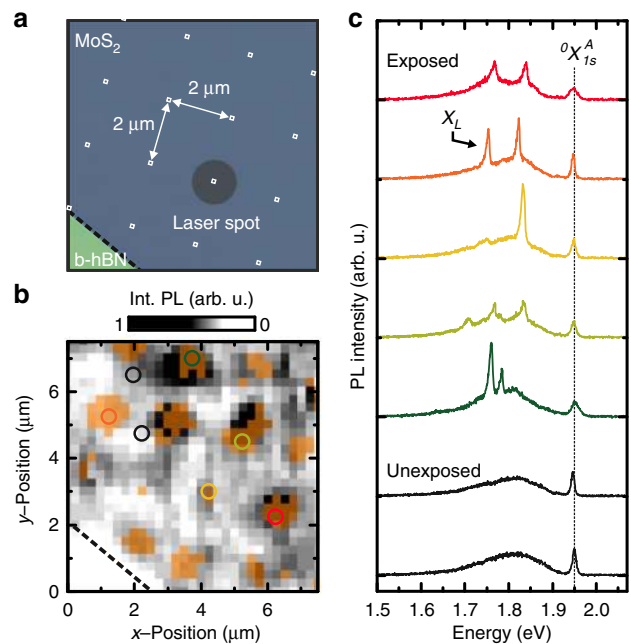 a
MoS₂
2 μm
2 μm
Laser spot
b-hBN
b
Int. PL (arb. u.)
1 0
6
4
2
0
y–Position (μm)
0 2 4 6
x–Position (μm)
c
Exposed
⁰X₁ₛᴬ
X_L
Unexposed
PL intensity (arb. u.)
1.5 1.6 1.7 1.8 1.9 2.0
Energy (eV)